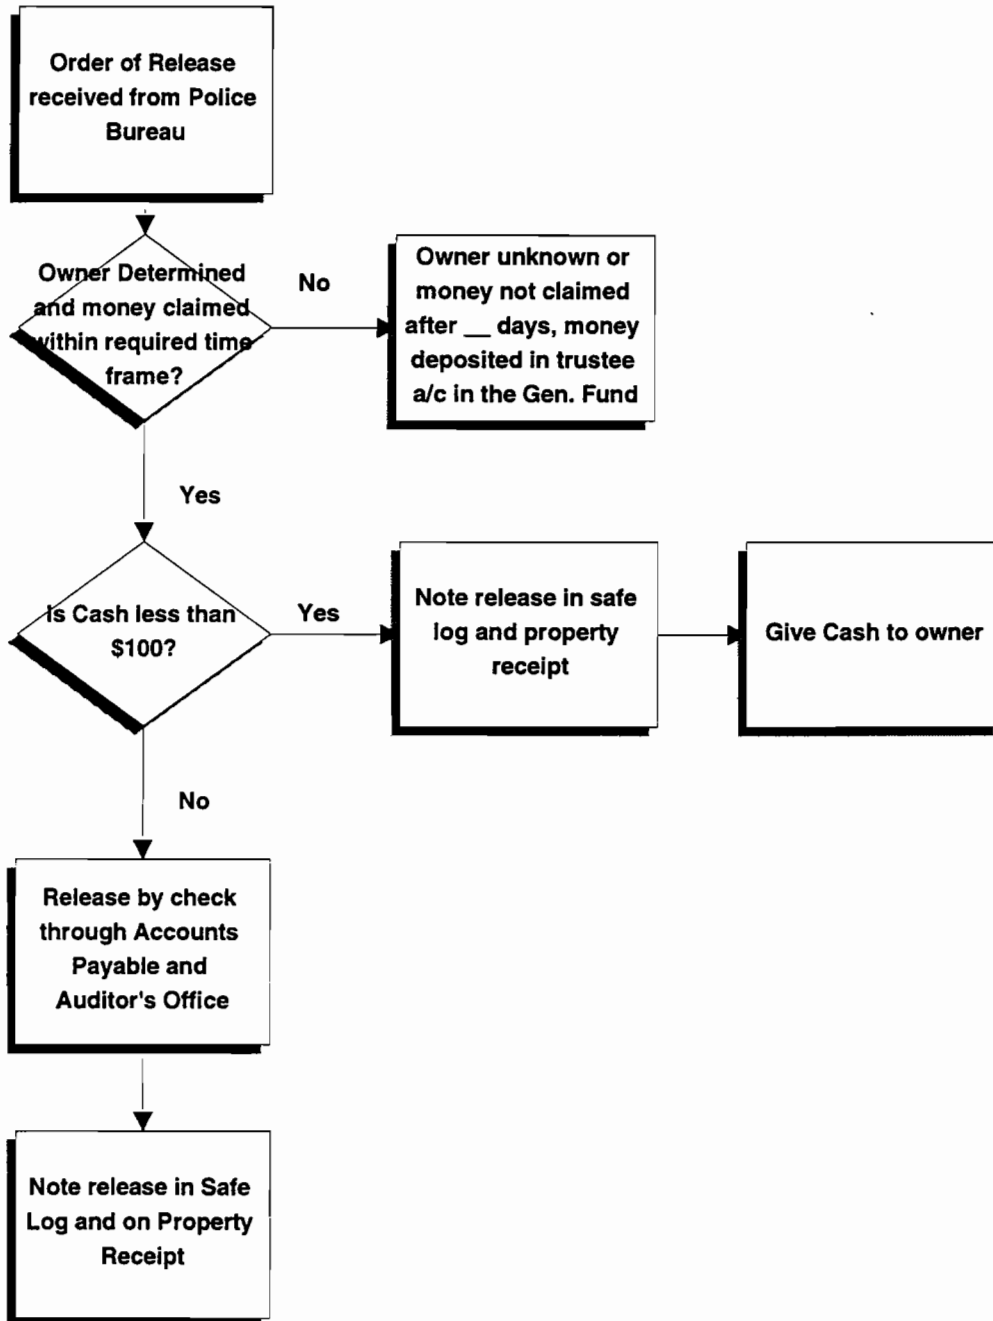 Order of Release
received from Police
Bureau
Owner Determined
and money claimed
within required time
frame?
No
Owner unknown or
money not claimed
after __ days, money
deposited in trustee
a/c in the Gen. Fund
Yes
Is Cash less than
$100?
Yes
Note release in safe
log and property
receipt
Give Cash to owner
No
Release by check
through Accounts
Payable and
Auditor's Office
Note release in Safe
Log and on Property
Receipt